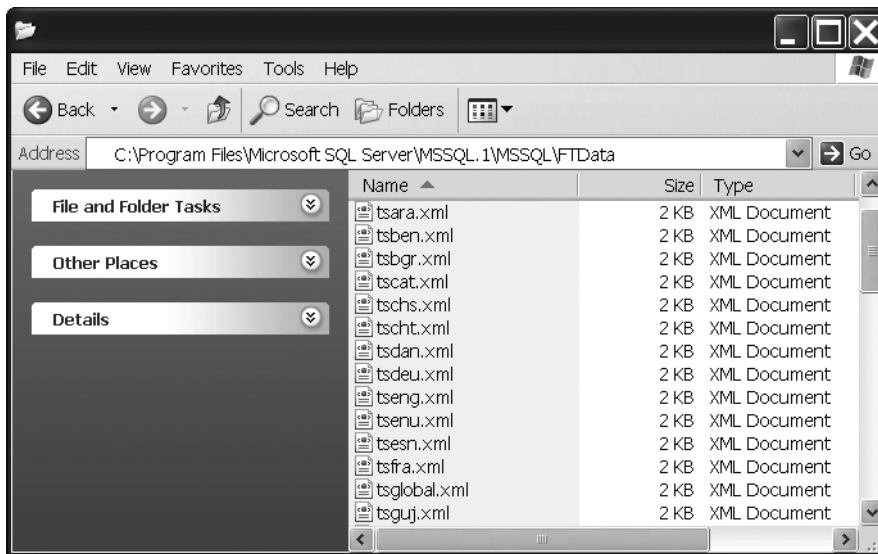 File Edit View Favorites Tools Help
Back Search Folders
Address C:\Program Files\Microsoft SQL Server\MSSQL.1\MSSQL\FTData Go
File and Folder Tasks
Other Places
Details
Name Size Type
tsara.xml 2 KB XML Document
tsben.xml 2 KB XML Document
tsbgr.xml 2 KB XML Document
tscat.xml 2 KB XML Document
tschs.xml 2 KB XML Document
tscht.xml 2 KB XML Document
tsdan.xml 2 KB XML Document
tsdeu.xml 2 KB XML Document
tseng.xml 2 KB XML Document
tsenu.xml 2 KB XML Document
tsesn.xml 2 KB XML Document
tsfra.xml 2 KB XML Document
tsglobal.xml 2 KB XML Document
tsguj.xml 2 KB XML Document